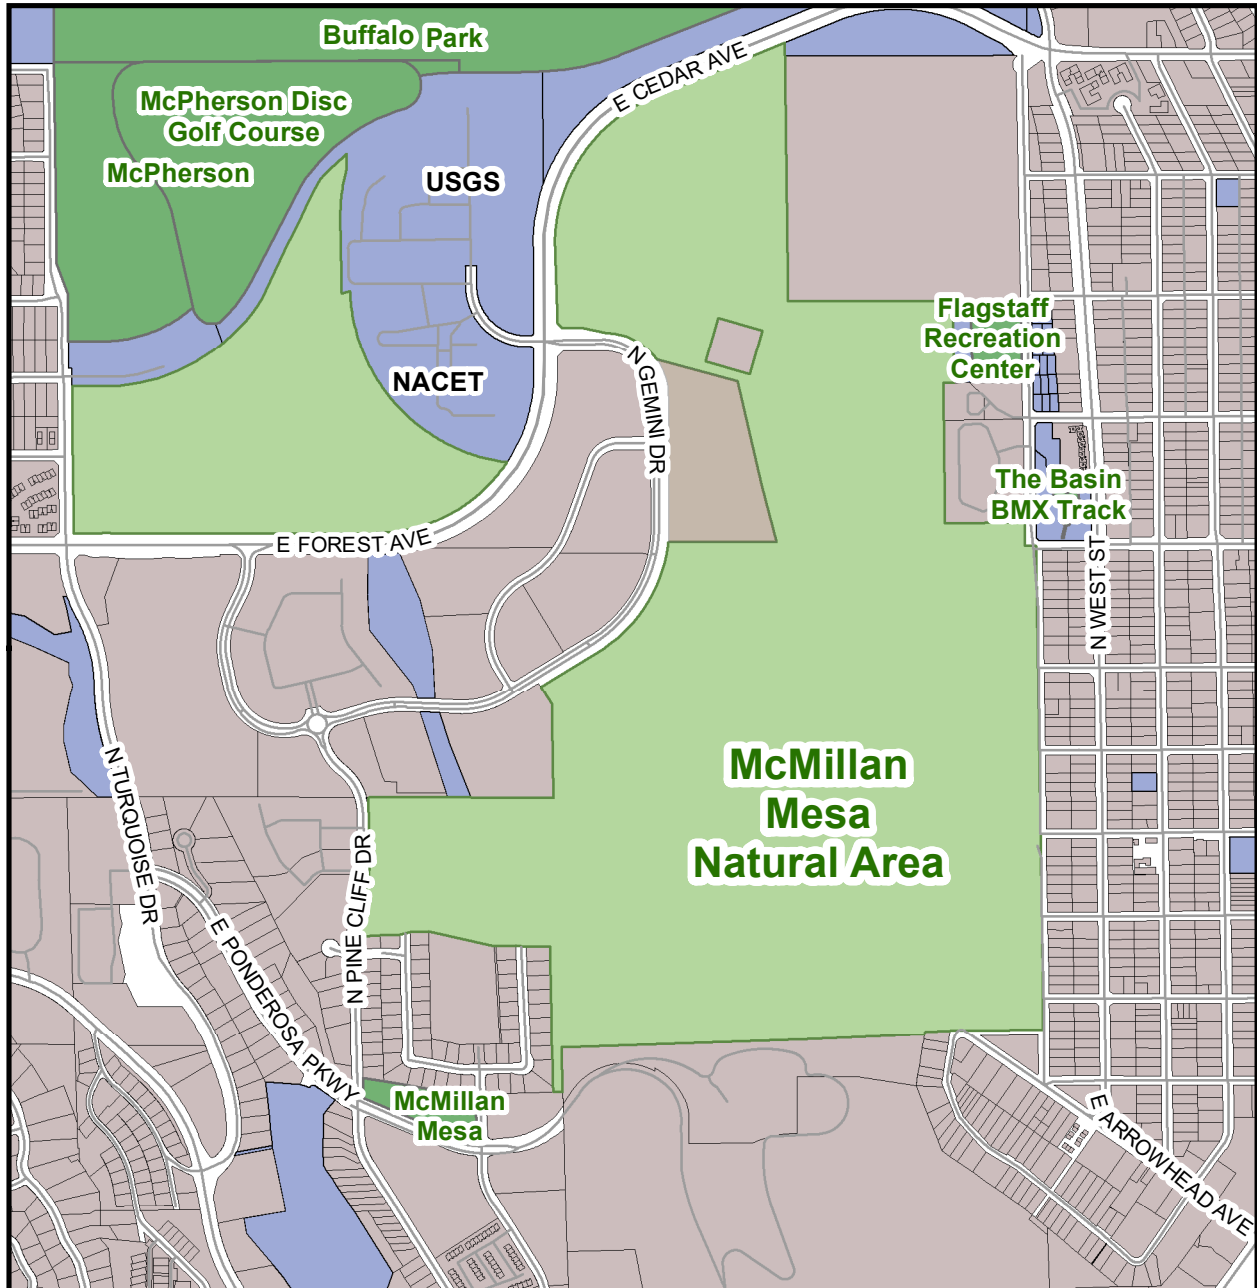 Buffalo Park
E CEDAR AVE
McPherson Disc
Golf Course
McPherson
USGS
Flagstaff
Recreation
Center
N GEMINI DR
NACET
The Basin
BMX Track
E FOREST AVE
N WEST ST
McMillan
Mesa
Natural Area
N TURQUOISE DR
N PINE CLIFF DR
E PONDEROSA PKWY
McMillan
Mesa
E ARROWHEAD AVE